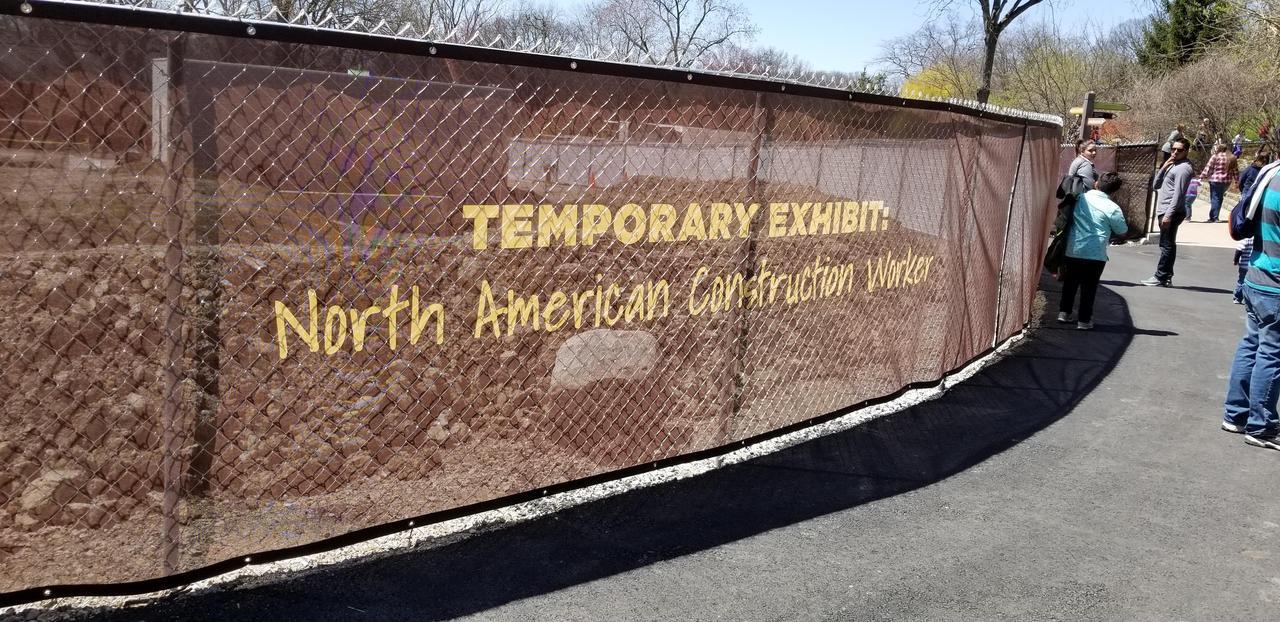 TEMPORARY EXHIBIT:
North American Construction Worker